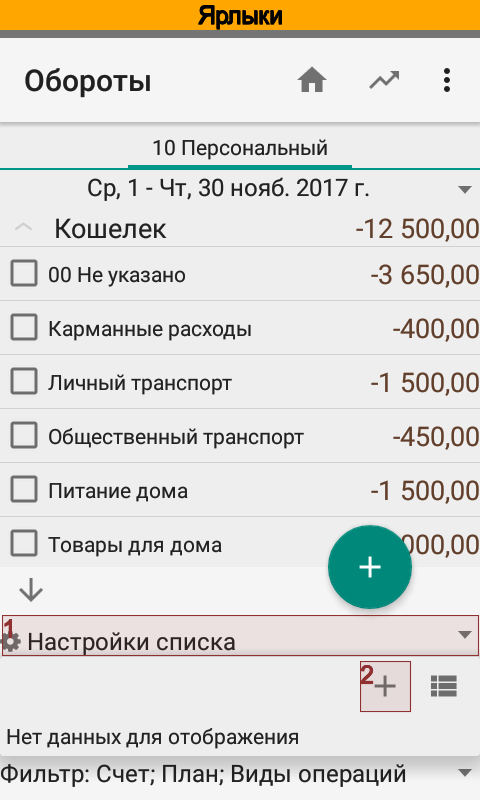 Ярлыки
Обороты
10 Персональный
Ср, 1 - Чт, 30 нояб. 2017 г.
Кошелек -12 500,00
00 Не указано -3 650,00
Карманные расходы -400,00
Личный транспорт -1 500,00
Общественный транспорт -450,00
Питание дома -1 500,00
Товары для дома 000,00
+
1 Настройки списка
2 +
Нет данных для отображения
Фильтр: Счет; План; Виды операций